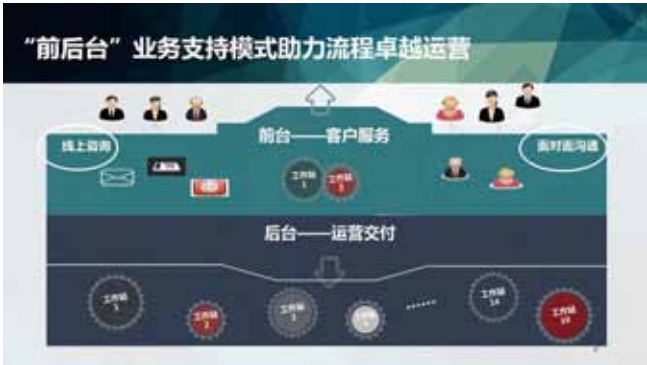 “前后台”业务支持模式助力流程卓越运营
前台——客户服务
线上咨询
面对面沟通
工作站
1
工作站
2
后台——运营交付
工作站
1
工作站
2
工作站
3
工作站
……
工作站
14
工作站